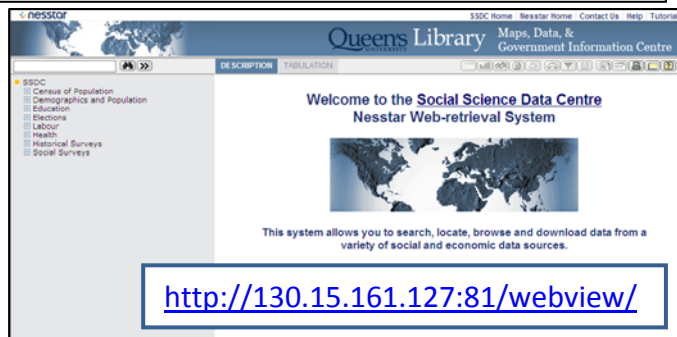 nesstar
SSDC Home Nesstar Home Contact Us Help Tutorial
Queens Library
UNIVERSITY
Maps, Data, &
Government Information Centre
DESCRIPTION TABULATION
SSDC
Census of Population
Demographics and Population
Education
Elections
Labour
Health
Historical Surveys
Social Surveys
Welcome to the Social Science Data Centre
Nesstar Web-retrieval System
This system allows you to search, locate, browse and download data from a
variety of social and economic data sources.
http://130.15.161.127:81/webview/